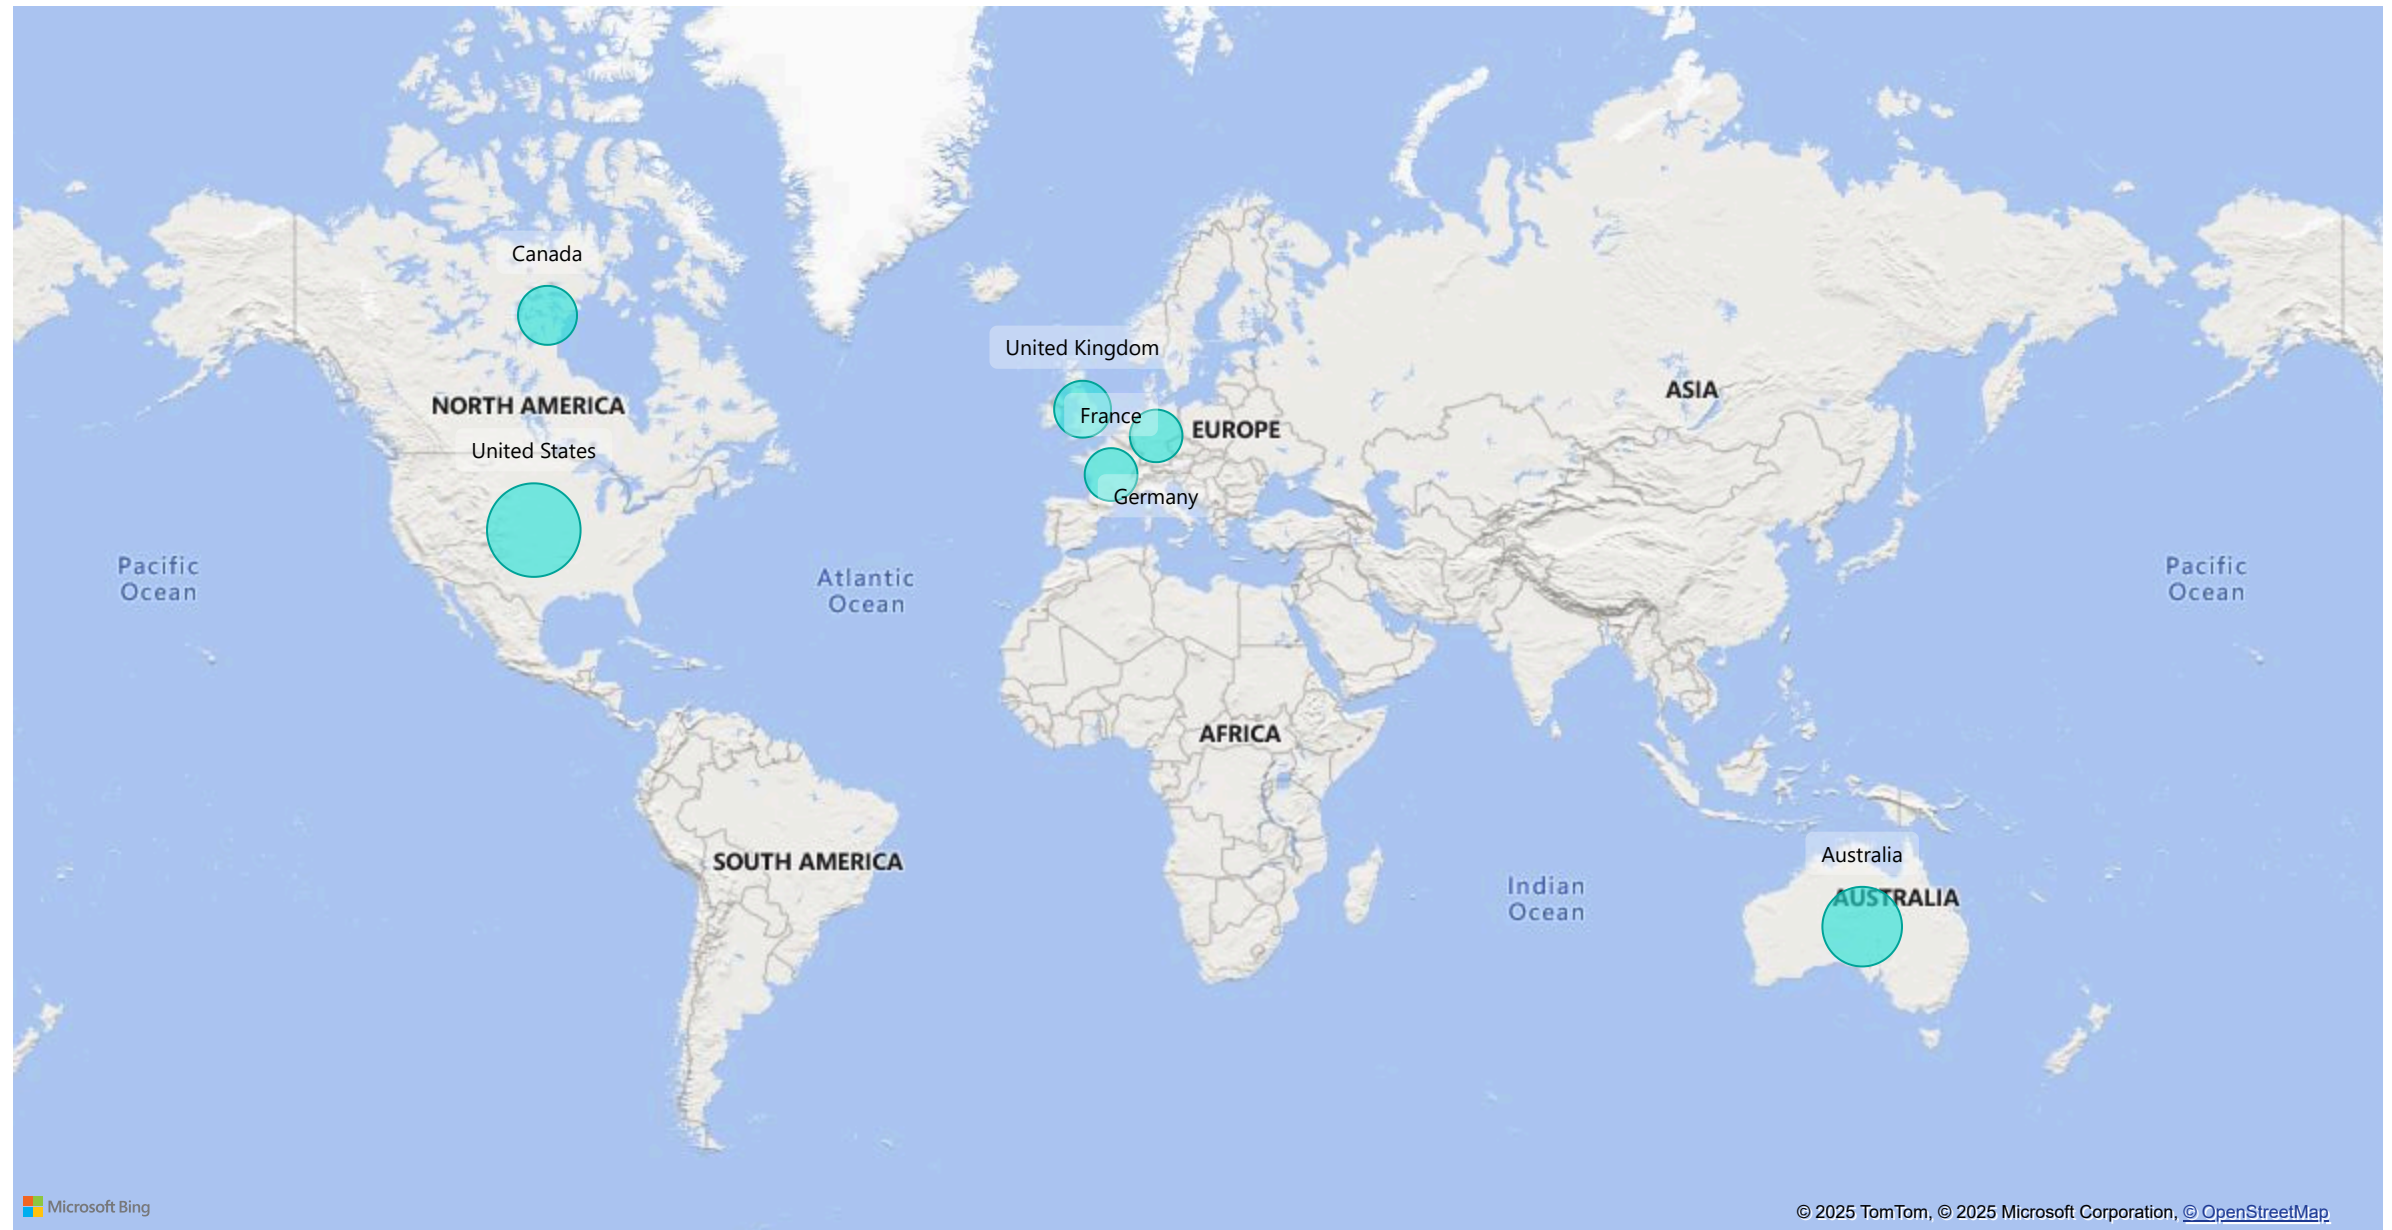 Canada
United Kingdom
ASIA
NORTH AMERICA
France
EUROPE
United States
Germany
Pacific
Ocean
Atlantic
Ocean
Pacific
Ocean
AFRICA
SOUTH AMERICA
Australia
AUSTRALIA
Indian
Ocean
Microsoft Bing
© 2025 TomTom, © 2025 Microsoft Corporation, © OpenStreetMap